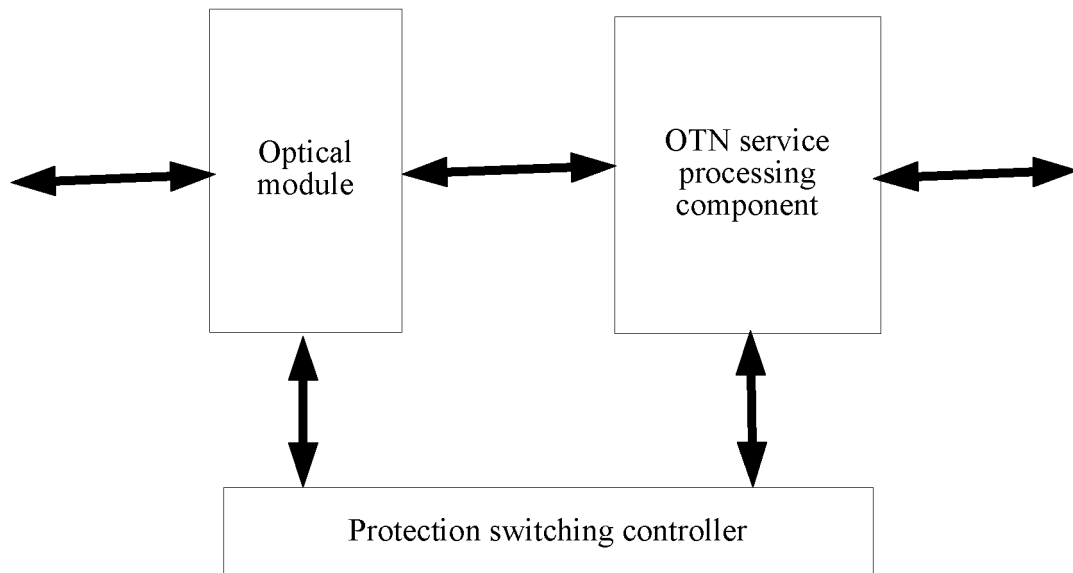 Optical
module
OTN service
processing
component
Protection switching controller